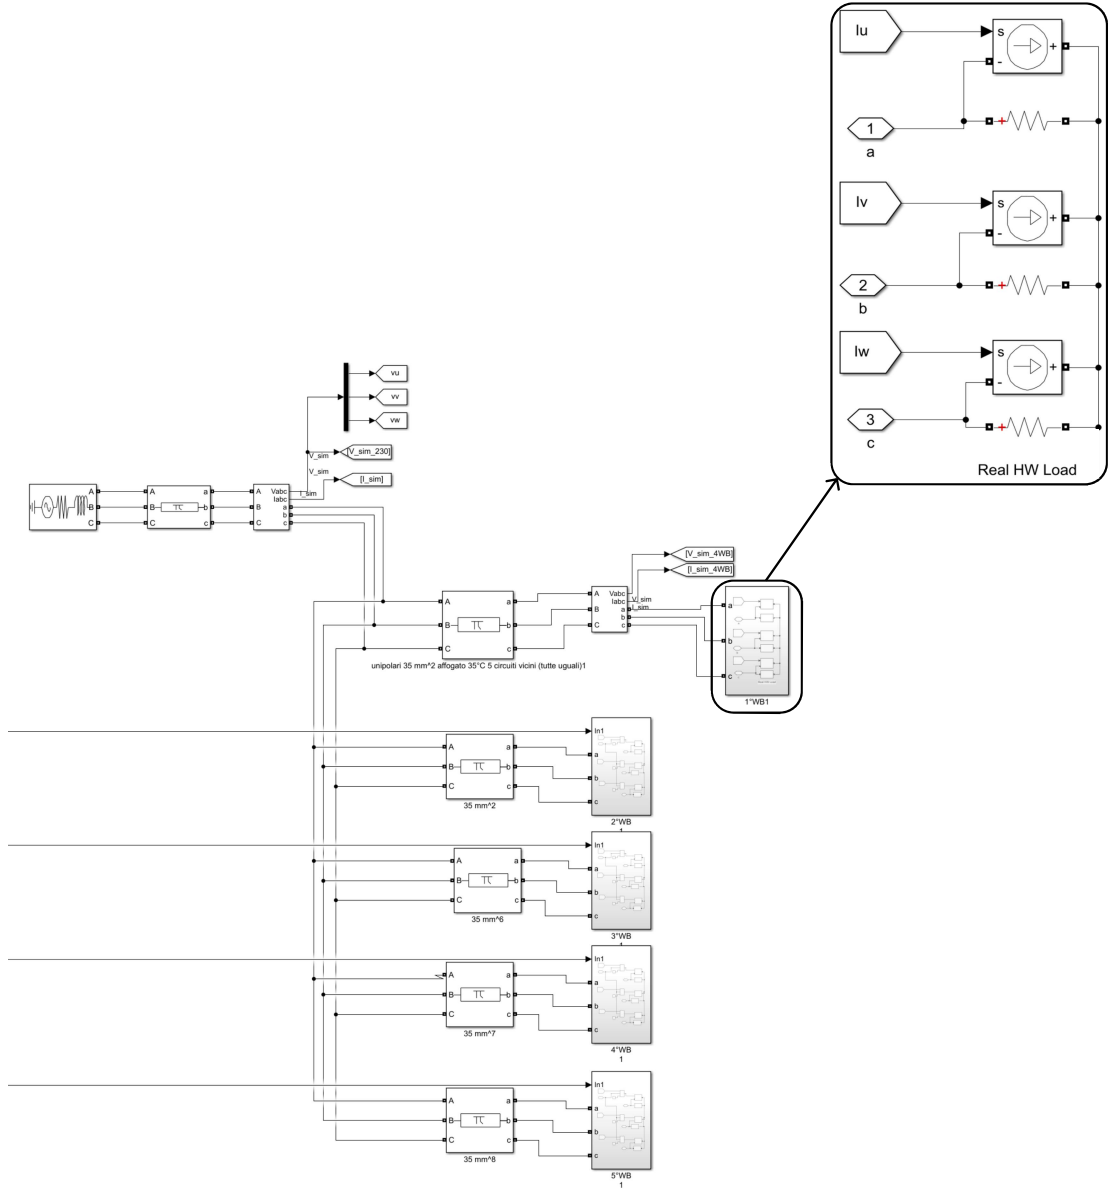 Iu
s
-
+
1
a
+
Iv
s
-
+
2
b
+
Iw
s
-
+
3
c
+
Real HW Load
vu
vv
vw
[V_sim_230]
V_sim
V_sim
[I_sim]
I_sim
A
B
C
A a
B b
C c
A Vabc
Iabc
B a
b
C c
[V_sim_4WB]
[I_sim_4WB]
A a
B b
C c
unipolari 35 mm^2 affogato 35°C 5 circuiti vicini (tutte uguali)1
A Vabc
Iabc
B a
b
C c
V_sim
I_sim
a
b
c
1°WB1
A a
B b
C c
35 mm^2
In1
a
b
c
2°WB
1
A a
B b
C c
35 mm^6
In1
a
b
c
3°WB
1
A a
B b
C c
35 mm^7
In1
a
b
c
4°WB
1
A a
B b
C c
35 mm^8
In1
a
b
c
5°WB
1